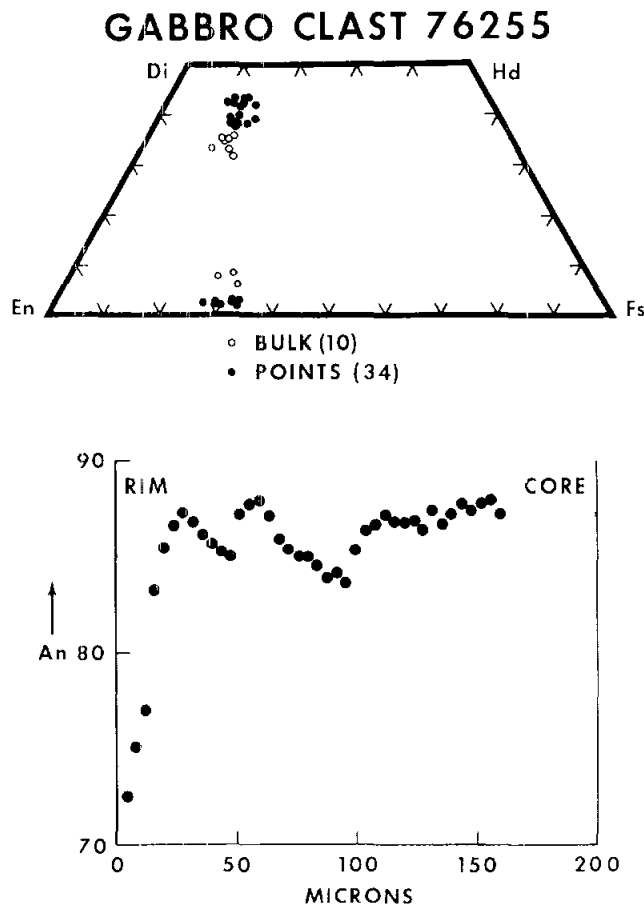 GABBRO CLAST 76255
Di Hd
En Fs
○ BULK (10)
● POINTS (34)
90
RIM CORE
An 80
70
0 50 100 150 200
MICRONS